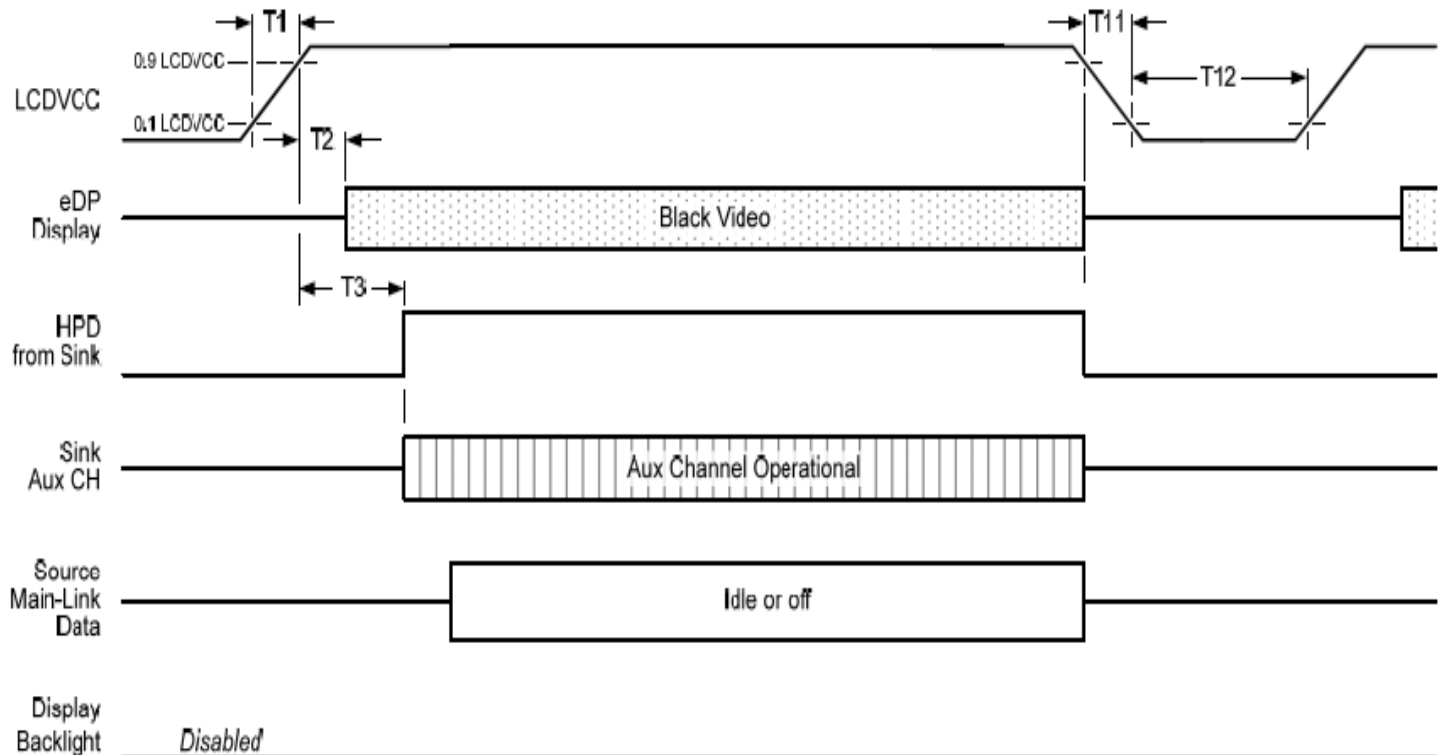 T1
T11
0.9 LCDVCC
LCDVCC
T12
0.1 LCDVCC
T2
eDP
Display
Black Video
T3
HPD
from Sink
Sink
Aux CH
Aux Channel Operational
Source
Main-Link
Data
Idle or off
Display
Backlight
Disabled